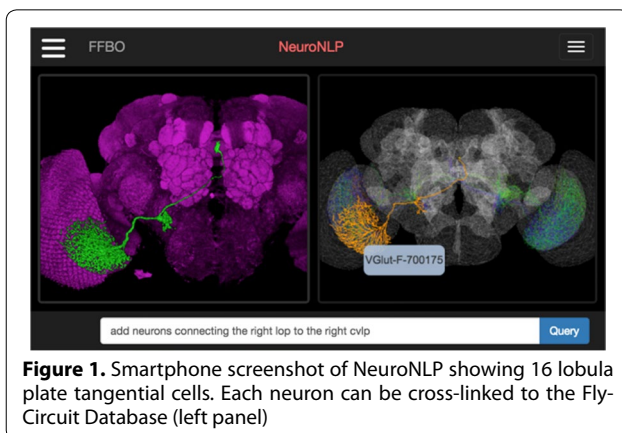 FFBO
NeuroNLP
VGlut-F-700175
add neurons connecting the right lop to the right cvlp
Query
Figure 1. Smartphone screenshot of NeuroNLP showing 16 lobula
plate tangential cells. Each neuron can be cross-linked to the Fly-
Circuit Database (left panel)